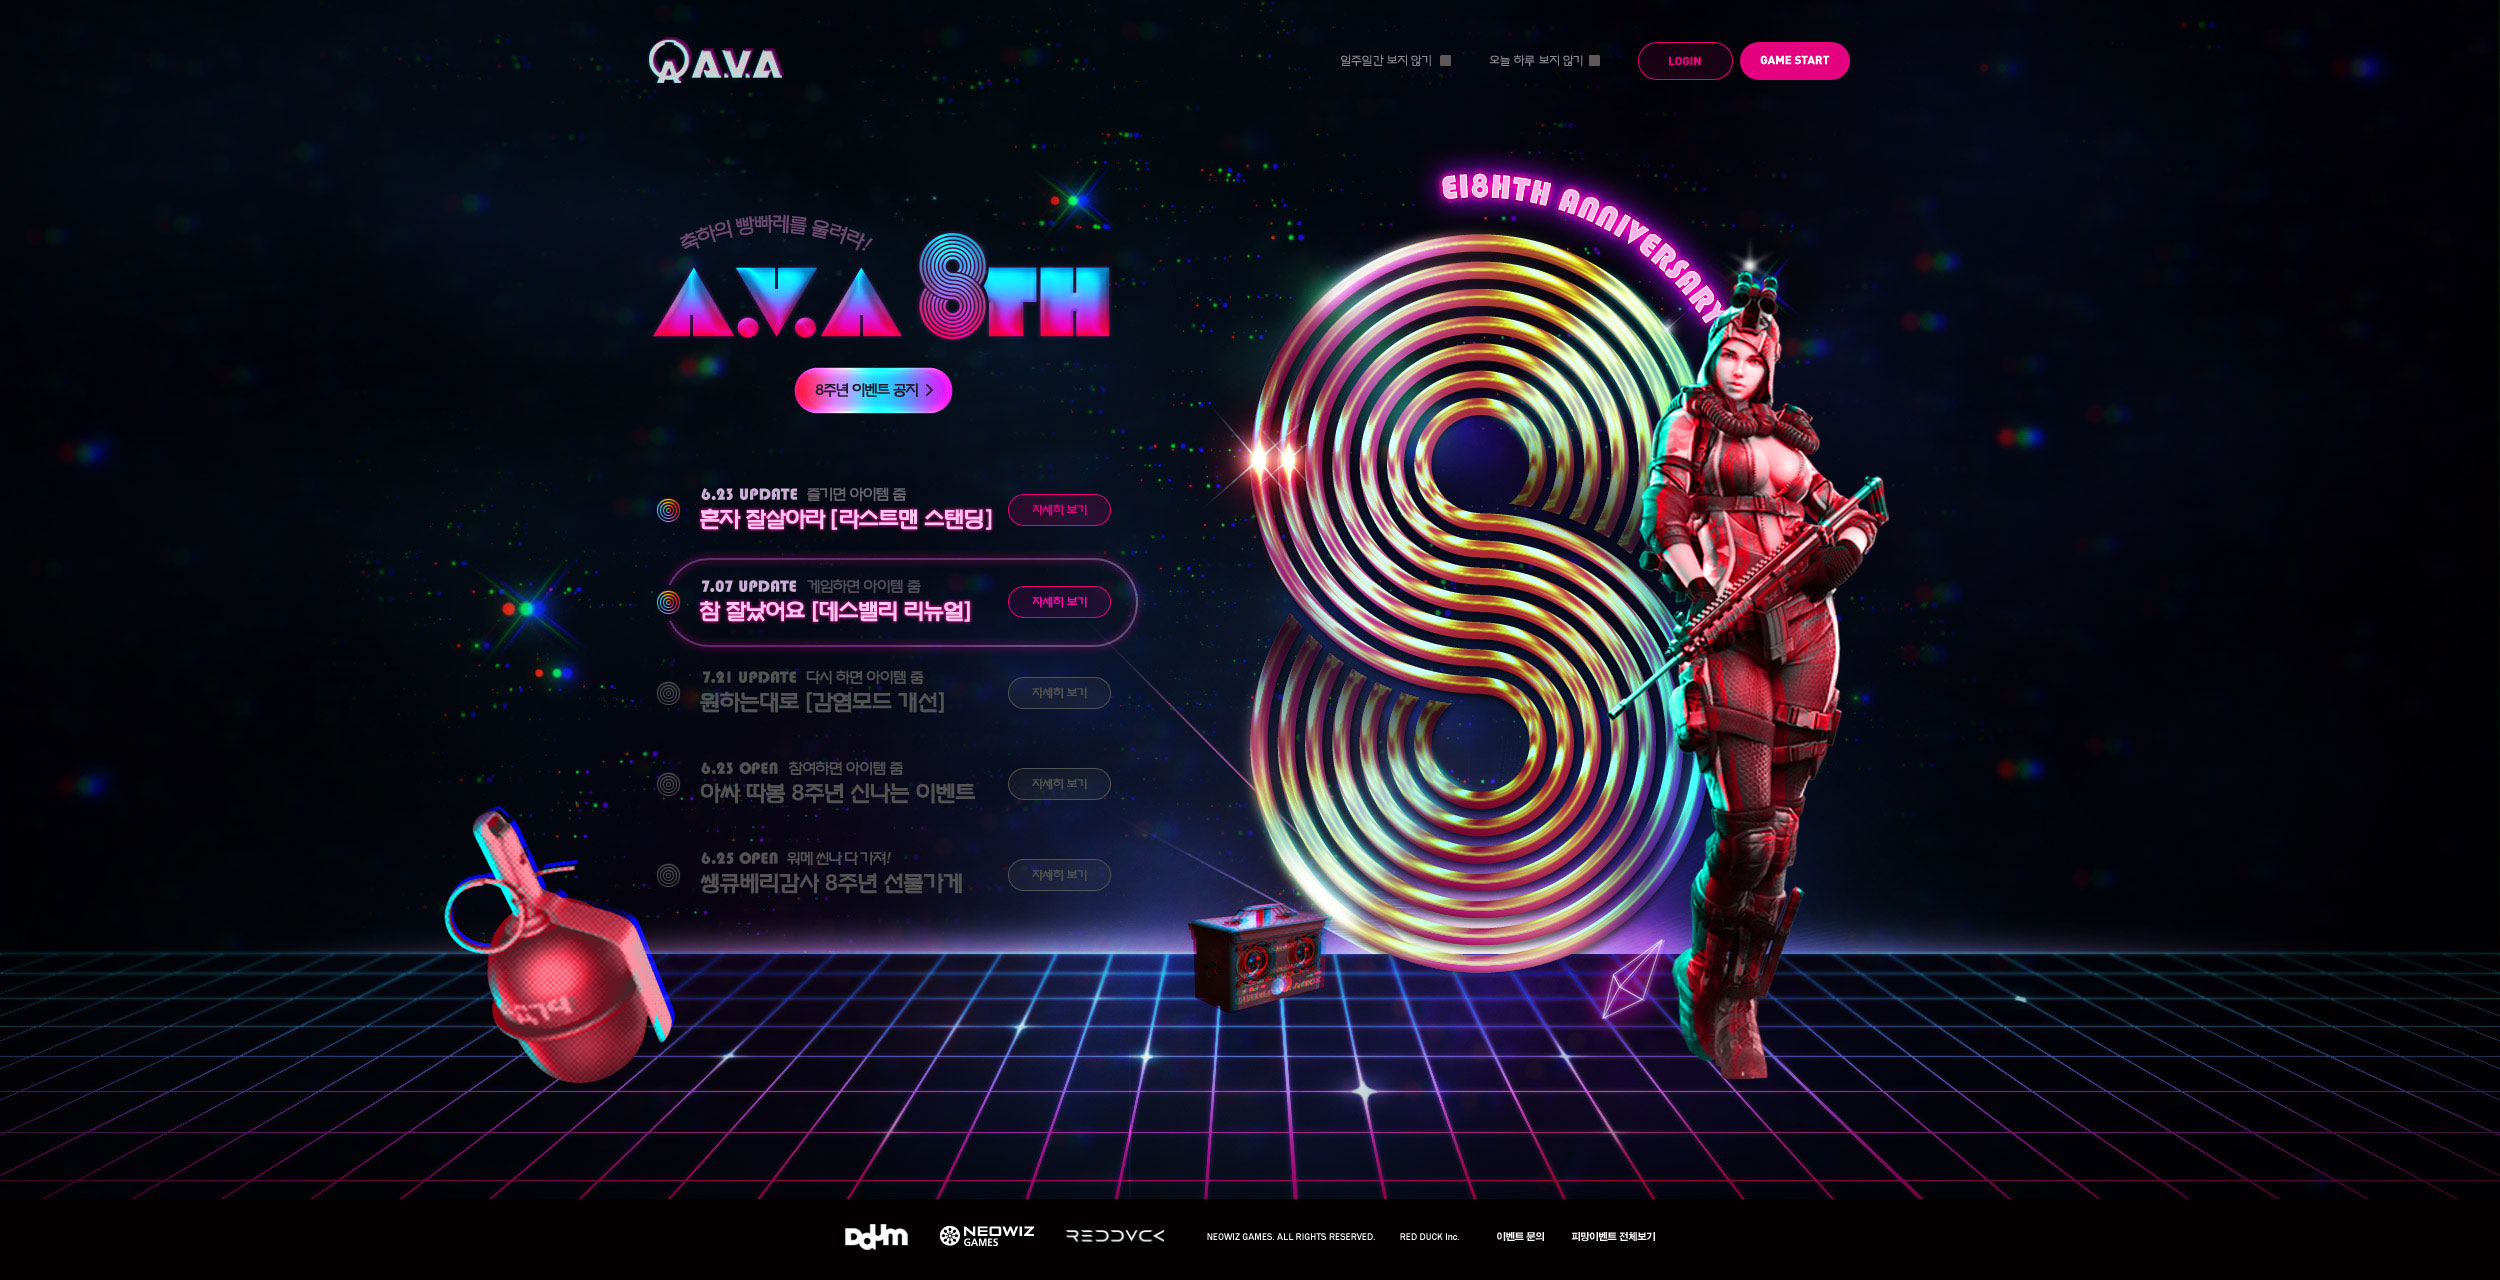 A.V.A
일주일간 보지 않기
오늘 하루 보지 않기
LOGIN
GAME START
EI8HTH ANNIVERSARY
축하의 빵빠레를 울려라!
A.V.A 8TH
8주년 이벤트 공지 >
6.23 UPDATE 즐기면 아이템 줌
혼자 잘살아라 [라스트맨 스탠딩]
자세히 보기
7.07 UPDATE 게임하면 아이템 줌
참 잘났어요 [데스밸리 리뉴얼]
자세히 보기
7.21 UPDATE 다시 하면 아이템 줌
원하는대로 [감염모드 개선]
자세히 보기
6.23 OPEN 참여하면 아이템 줌
아싸 따봉 8주년 신나는 이벤트
자세히 보기
6.25 OPEN 워메 씬나 다 가져!
쌩큐베리감사 8주년 선물가게
자세히 보기
Daum
NEOWIZ
GAMES
REDDUCK
NEOWIZ GAMES. ALL RIGHTS RESERVED.
RED DUCK Inc.
이벤트 문의
피망이벤트 전체보기